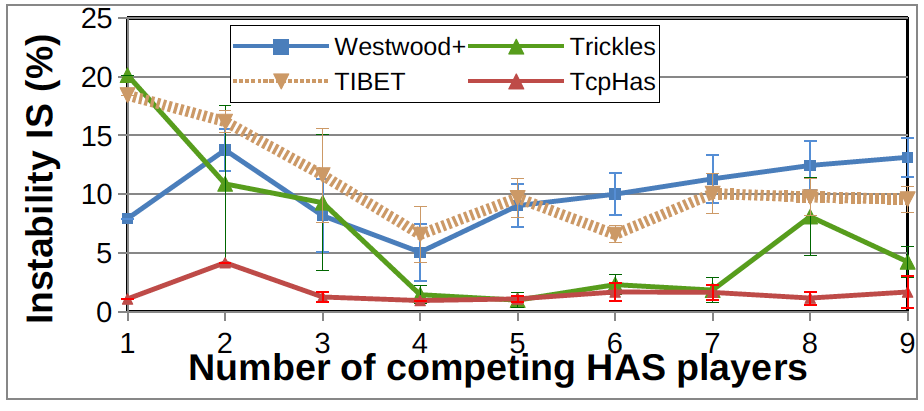 25
20
15
10
5
0
Instability IS (%)
Westwood+ Trickles
TIBET TcpHas
1 2 3 4 5 6 7 8 9
Number of competing HAS players